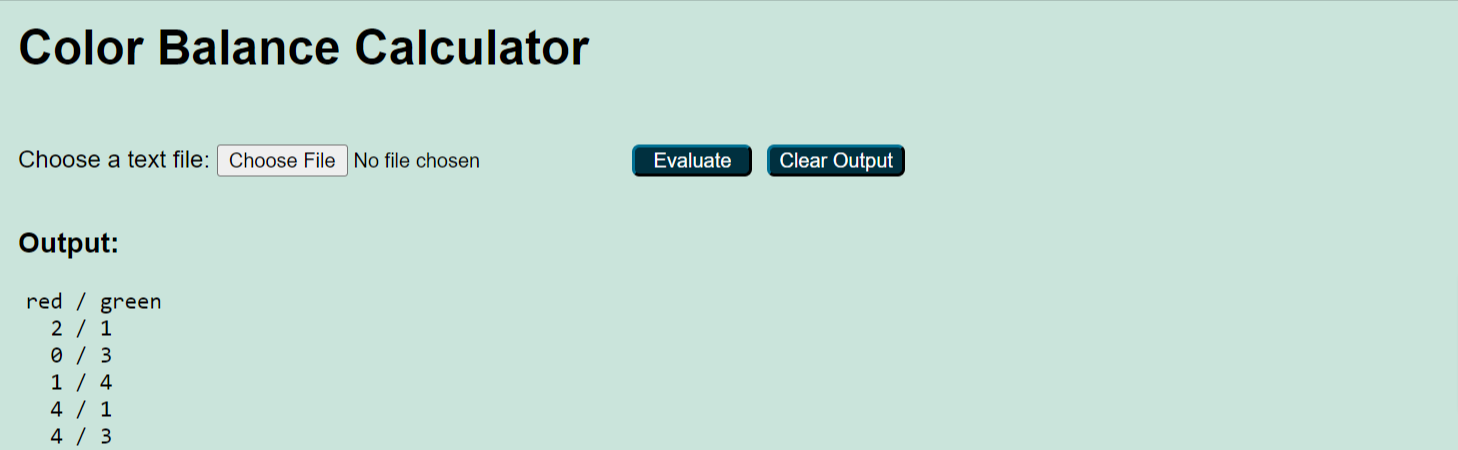 Color Balance Calculator
Choose a text file: Choose File No file chosen Evaluate Clear Output
Output:
red / green
2 / 1
0 / 3
1 / 4
4 / 1
4 / 3